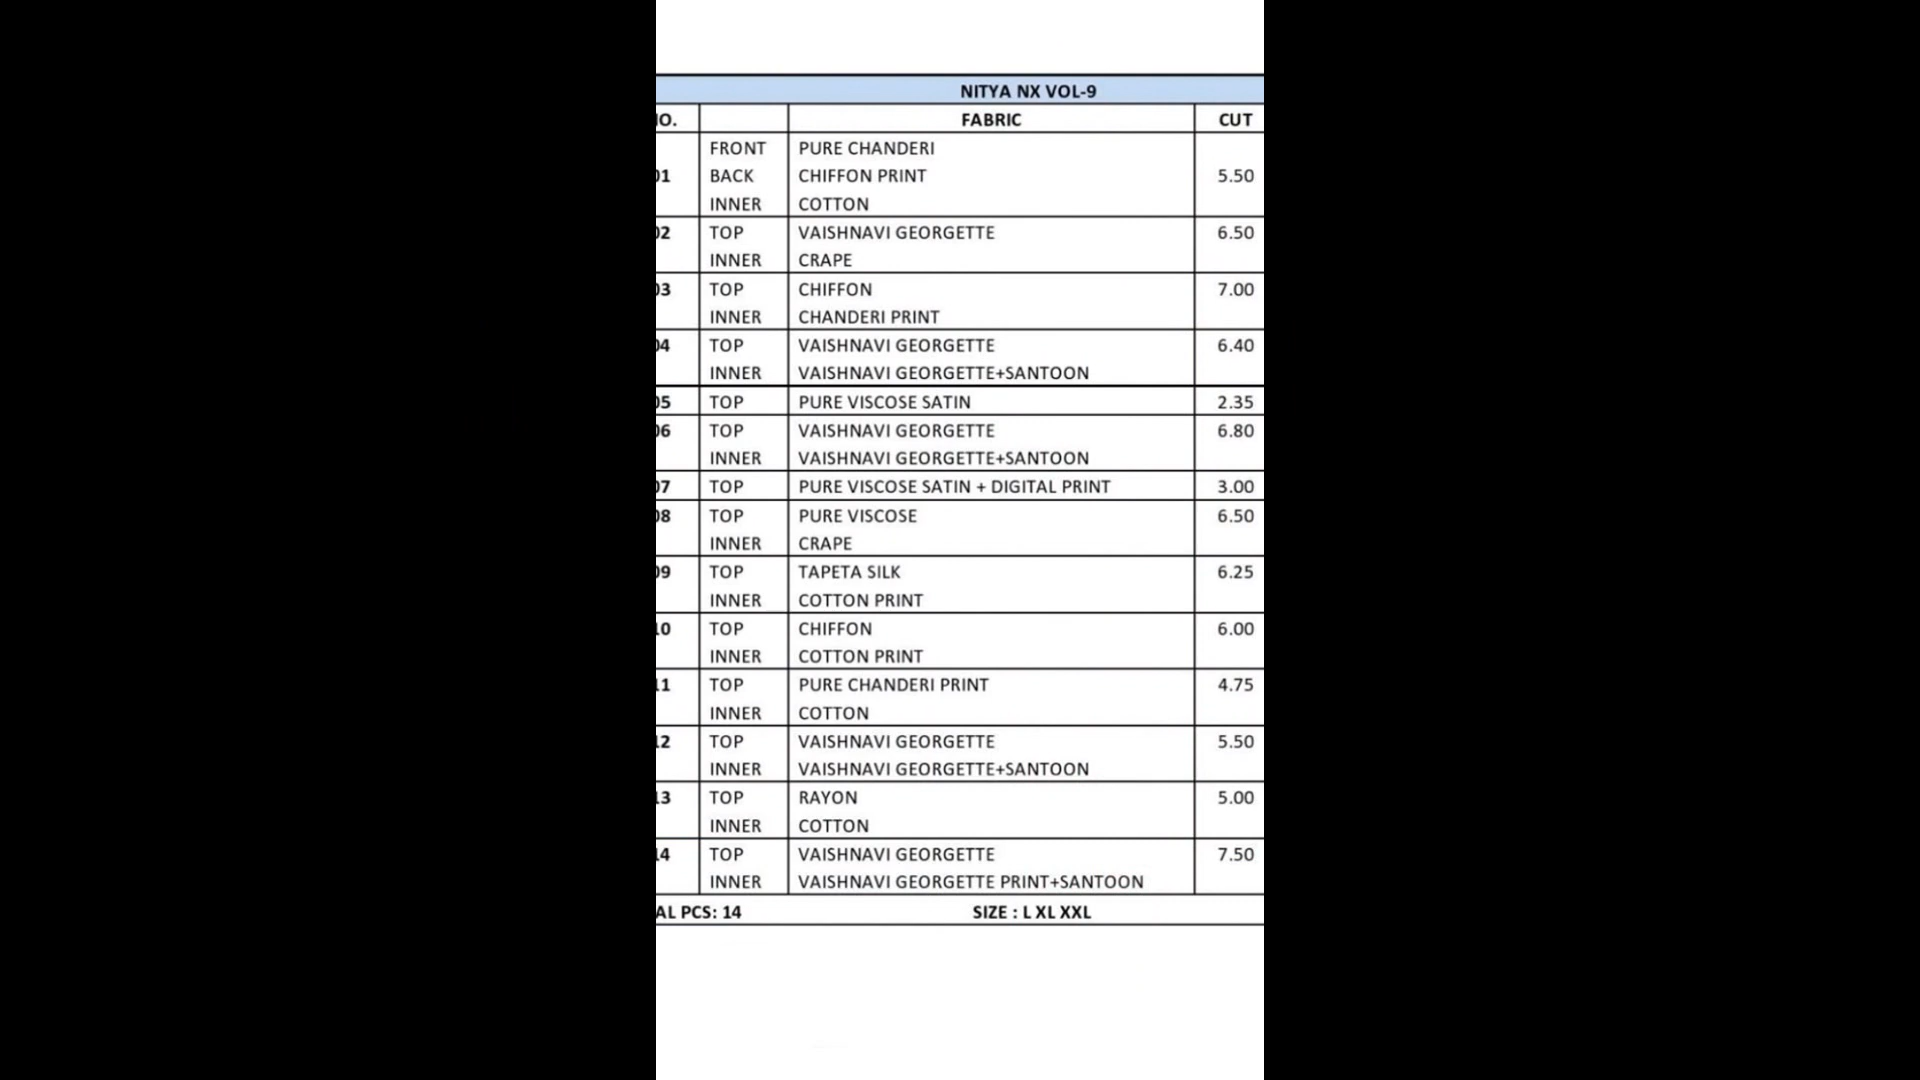 NITYA NX VOL-9
O. FABRIC CUT
FRONT PURE CHANDERI
01 BACK CHIFFON PRINT 5.50
INNER COTTON
02 TOP VAISHNAVI GEORGETTE 6.50
INNER CRAPE
03 TOP CHIFFON 7.00
INNER CHANDERI PRINT
04 TOP VAISHNAVI GEORGETTE 6.40
INNER VAISHNAVI GEORGETTE+SANTOON
05 TOP PURE VISCOSE SATIN 2.35
06 TOP VAISHNAVI GEORGETTE 6.80
INNER VAISHNAVI GEORGETTE+SANTOON
07 TOP PURE VISCOSE SATIN + DIGITAL PRINT 3.00
08 TOP PURE VISCOSE 6.50
INNER CRAPE
09 TOP TAPETA SILK 6.25
INNER COTTON PRINT
10 TOP CHIFFON 6.00
INNER COTTON PRINT
11 TOP PURE CHANDERI PRINT 4.75
INNER COTTON
12 TOP VAISHNAVI GEORGETTE 5.50
INNER VAISHNAVI GEORGETTE+SANTOON
13 TOP RAYON 5.00
INNER COTTON
14 TOP VAISHNAVI GEORGETTE 7.50
INNER VAISHNAVI GEORGETTE PRINT+SANTOON
AL PCS: 14 SIZE : L XL XXL